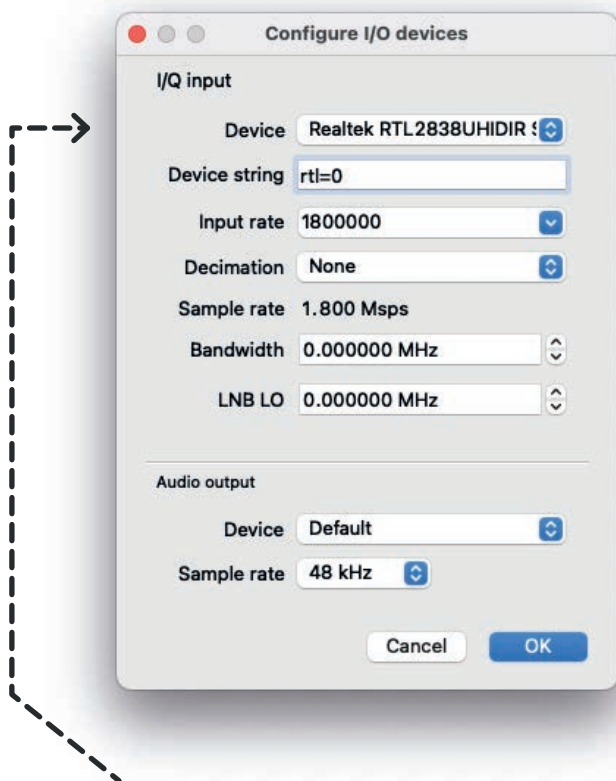 Configure I/O devices
I/Q input
Device Realtek RTL2838UHIDIR
Device string rtl=0
Input rate 1800000
Decimation None
Sample rate 1.800 Msps
Bandwidth 0.000000 MHz
LNB LO 0.000000 MHz
Audio output
Device Default
Sample rate 48 kHz
Cancel OK